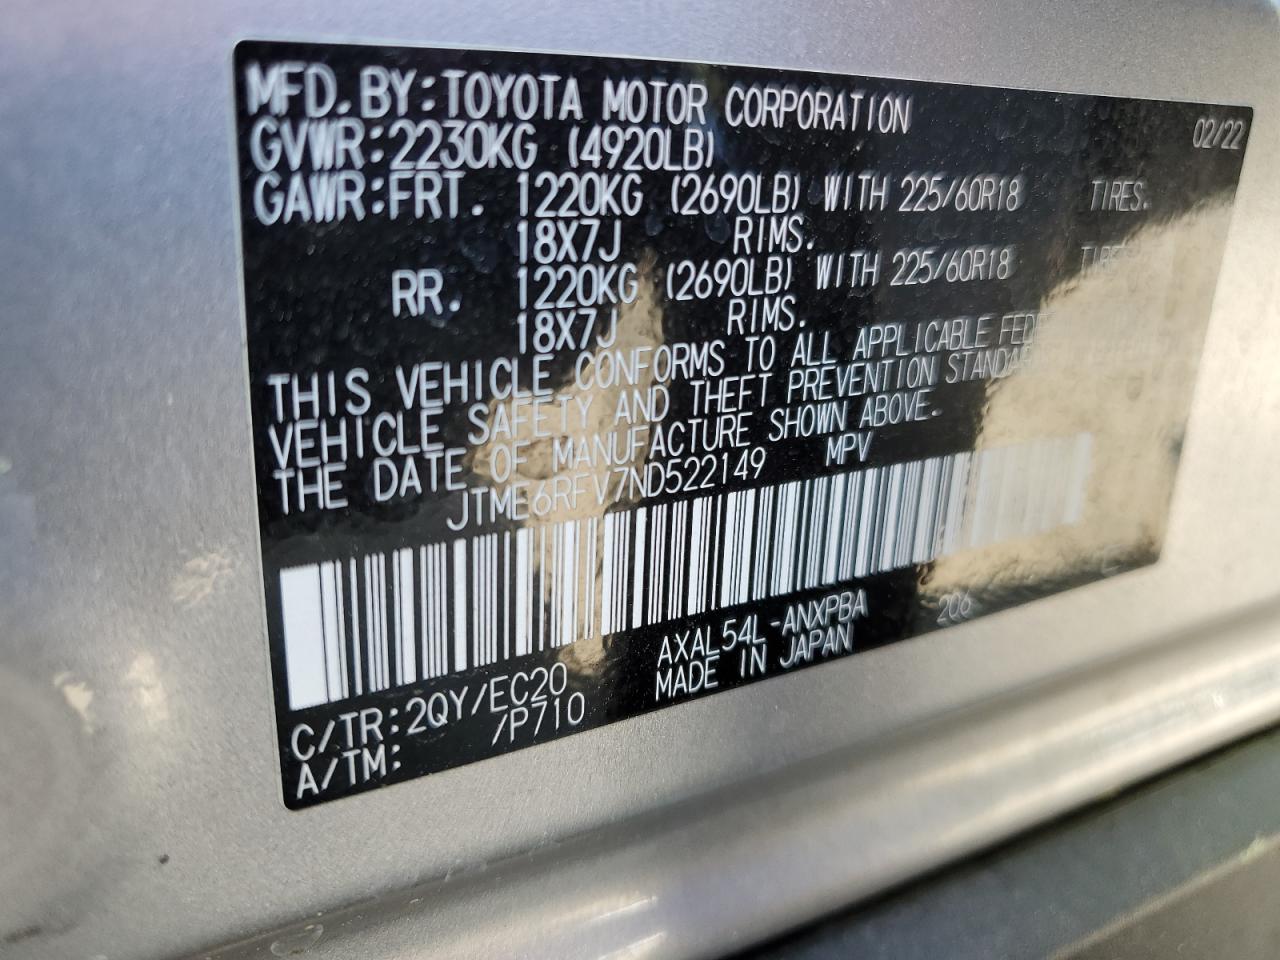 MFD. BY: TOYOTA MOTOR CORPORATION 02/22
GVWR: 2230KG (4920LB)
GAWR: FRT. 1220KG (2690LB) WITH 225/60R18 TIRES.
18X7J RIMS.
RR. 1220KG (2690LB) WITH 225/60R18
18X7J RIMS.
THIS VEHICLE CONFORMS TO ALL APPLICABLE
VEHICLE SAFETY AND THEFT PREVENTION
THE DATE OF MANUFACTURE SHOWN ABOVE.
JTME6RFV7ND522149 MPV
C/TR: 2QY/EC20 AXAL54L-ANXPBA 206
A/TM: /P710 MADE IN JAPAN